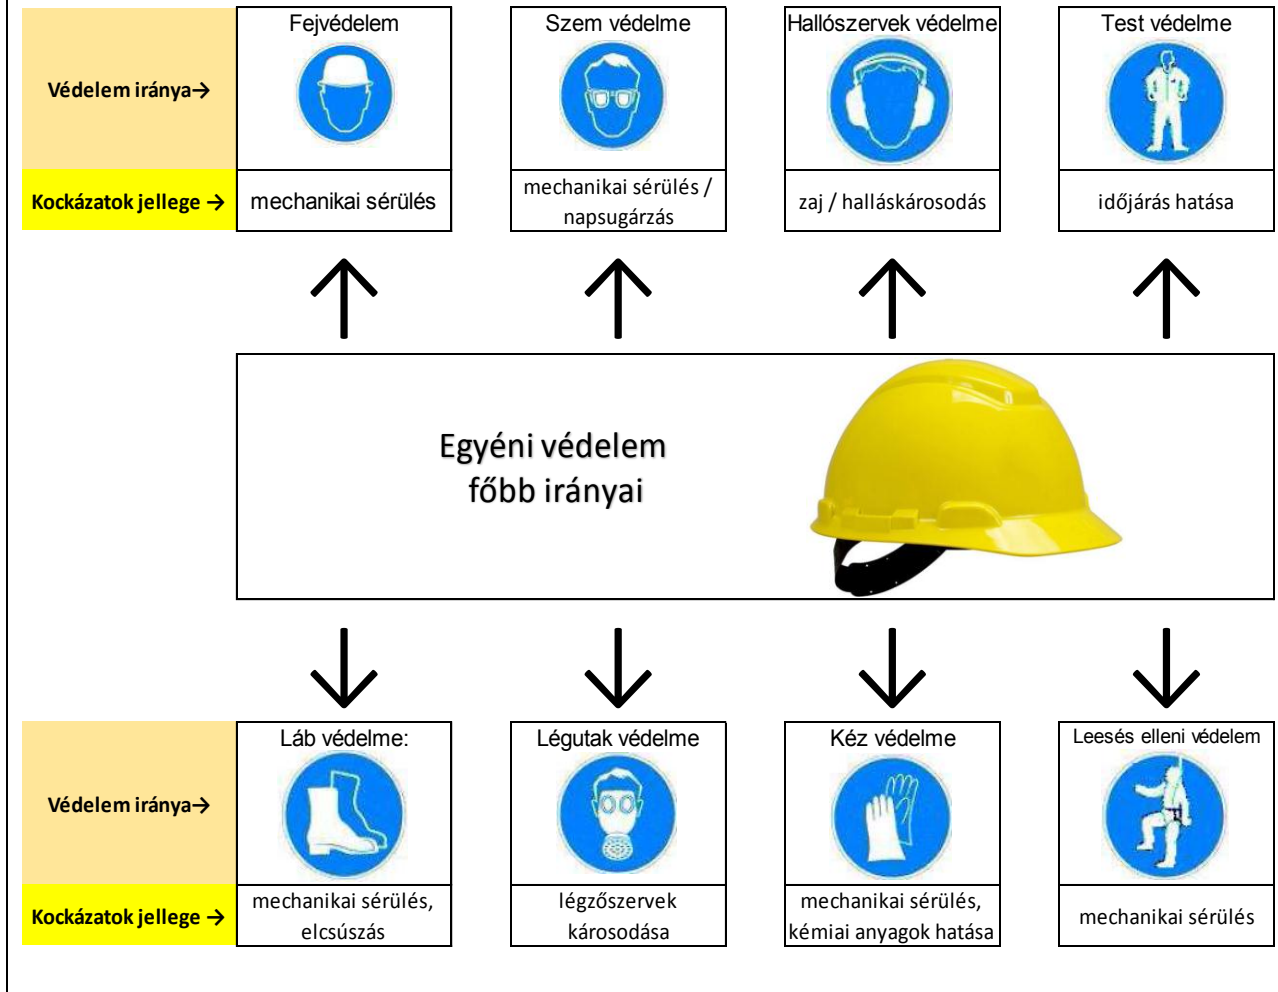 Fejvédelem
Szem védelme
Hallószervek védelme
Test védelme
Védelem iránya→
Kockázatok jellege →
mechanikai sérülés
mechanikai sérülés /
napsugárzás
zaj / halláskárosodás
időjárás hatása
Egyéni védelem
főbb irányai
Láb védelme:
Légutak védelme
Kéz védelme
Leesés elleni védelem
Védelem iránya→
Kockázatok jellege →
mechanikai sérülés,
elcsúszás
légzőszervek
károsodása
mechanikai sérülés,
kémiai anyagok hatása
mechanikai sérülés